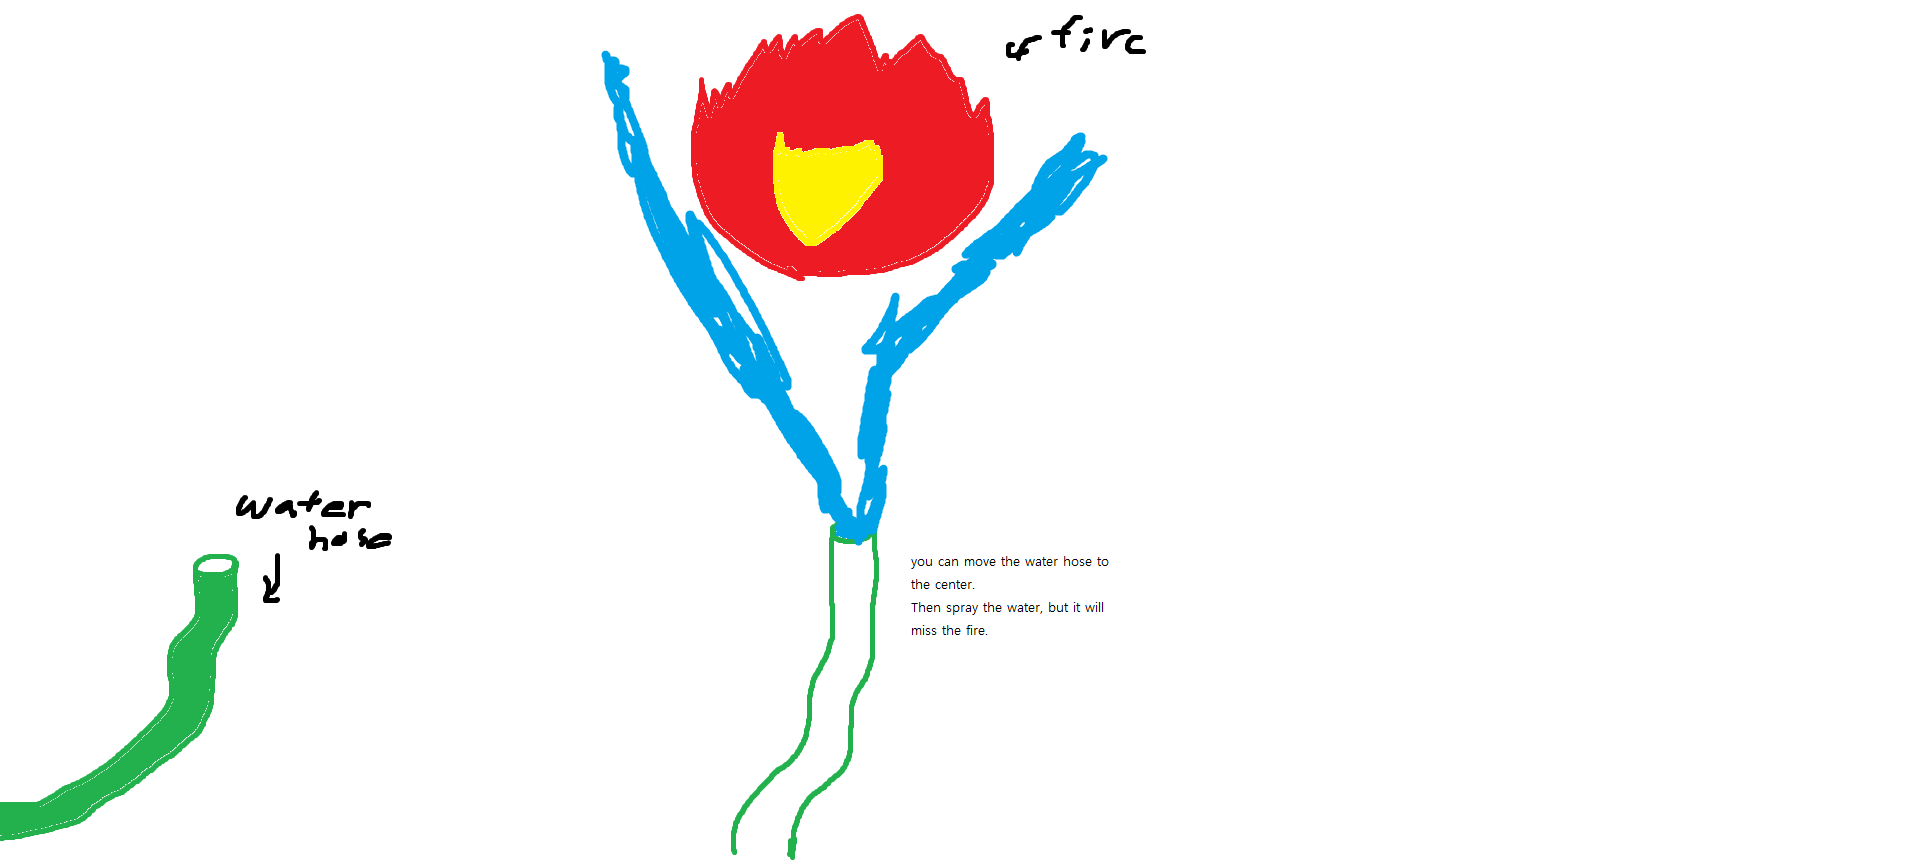 fire
water
hose
you can move the water hose to
the center.
Then spray the water, but it will
miss the fire.